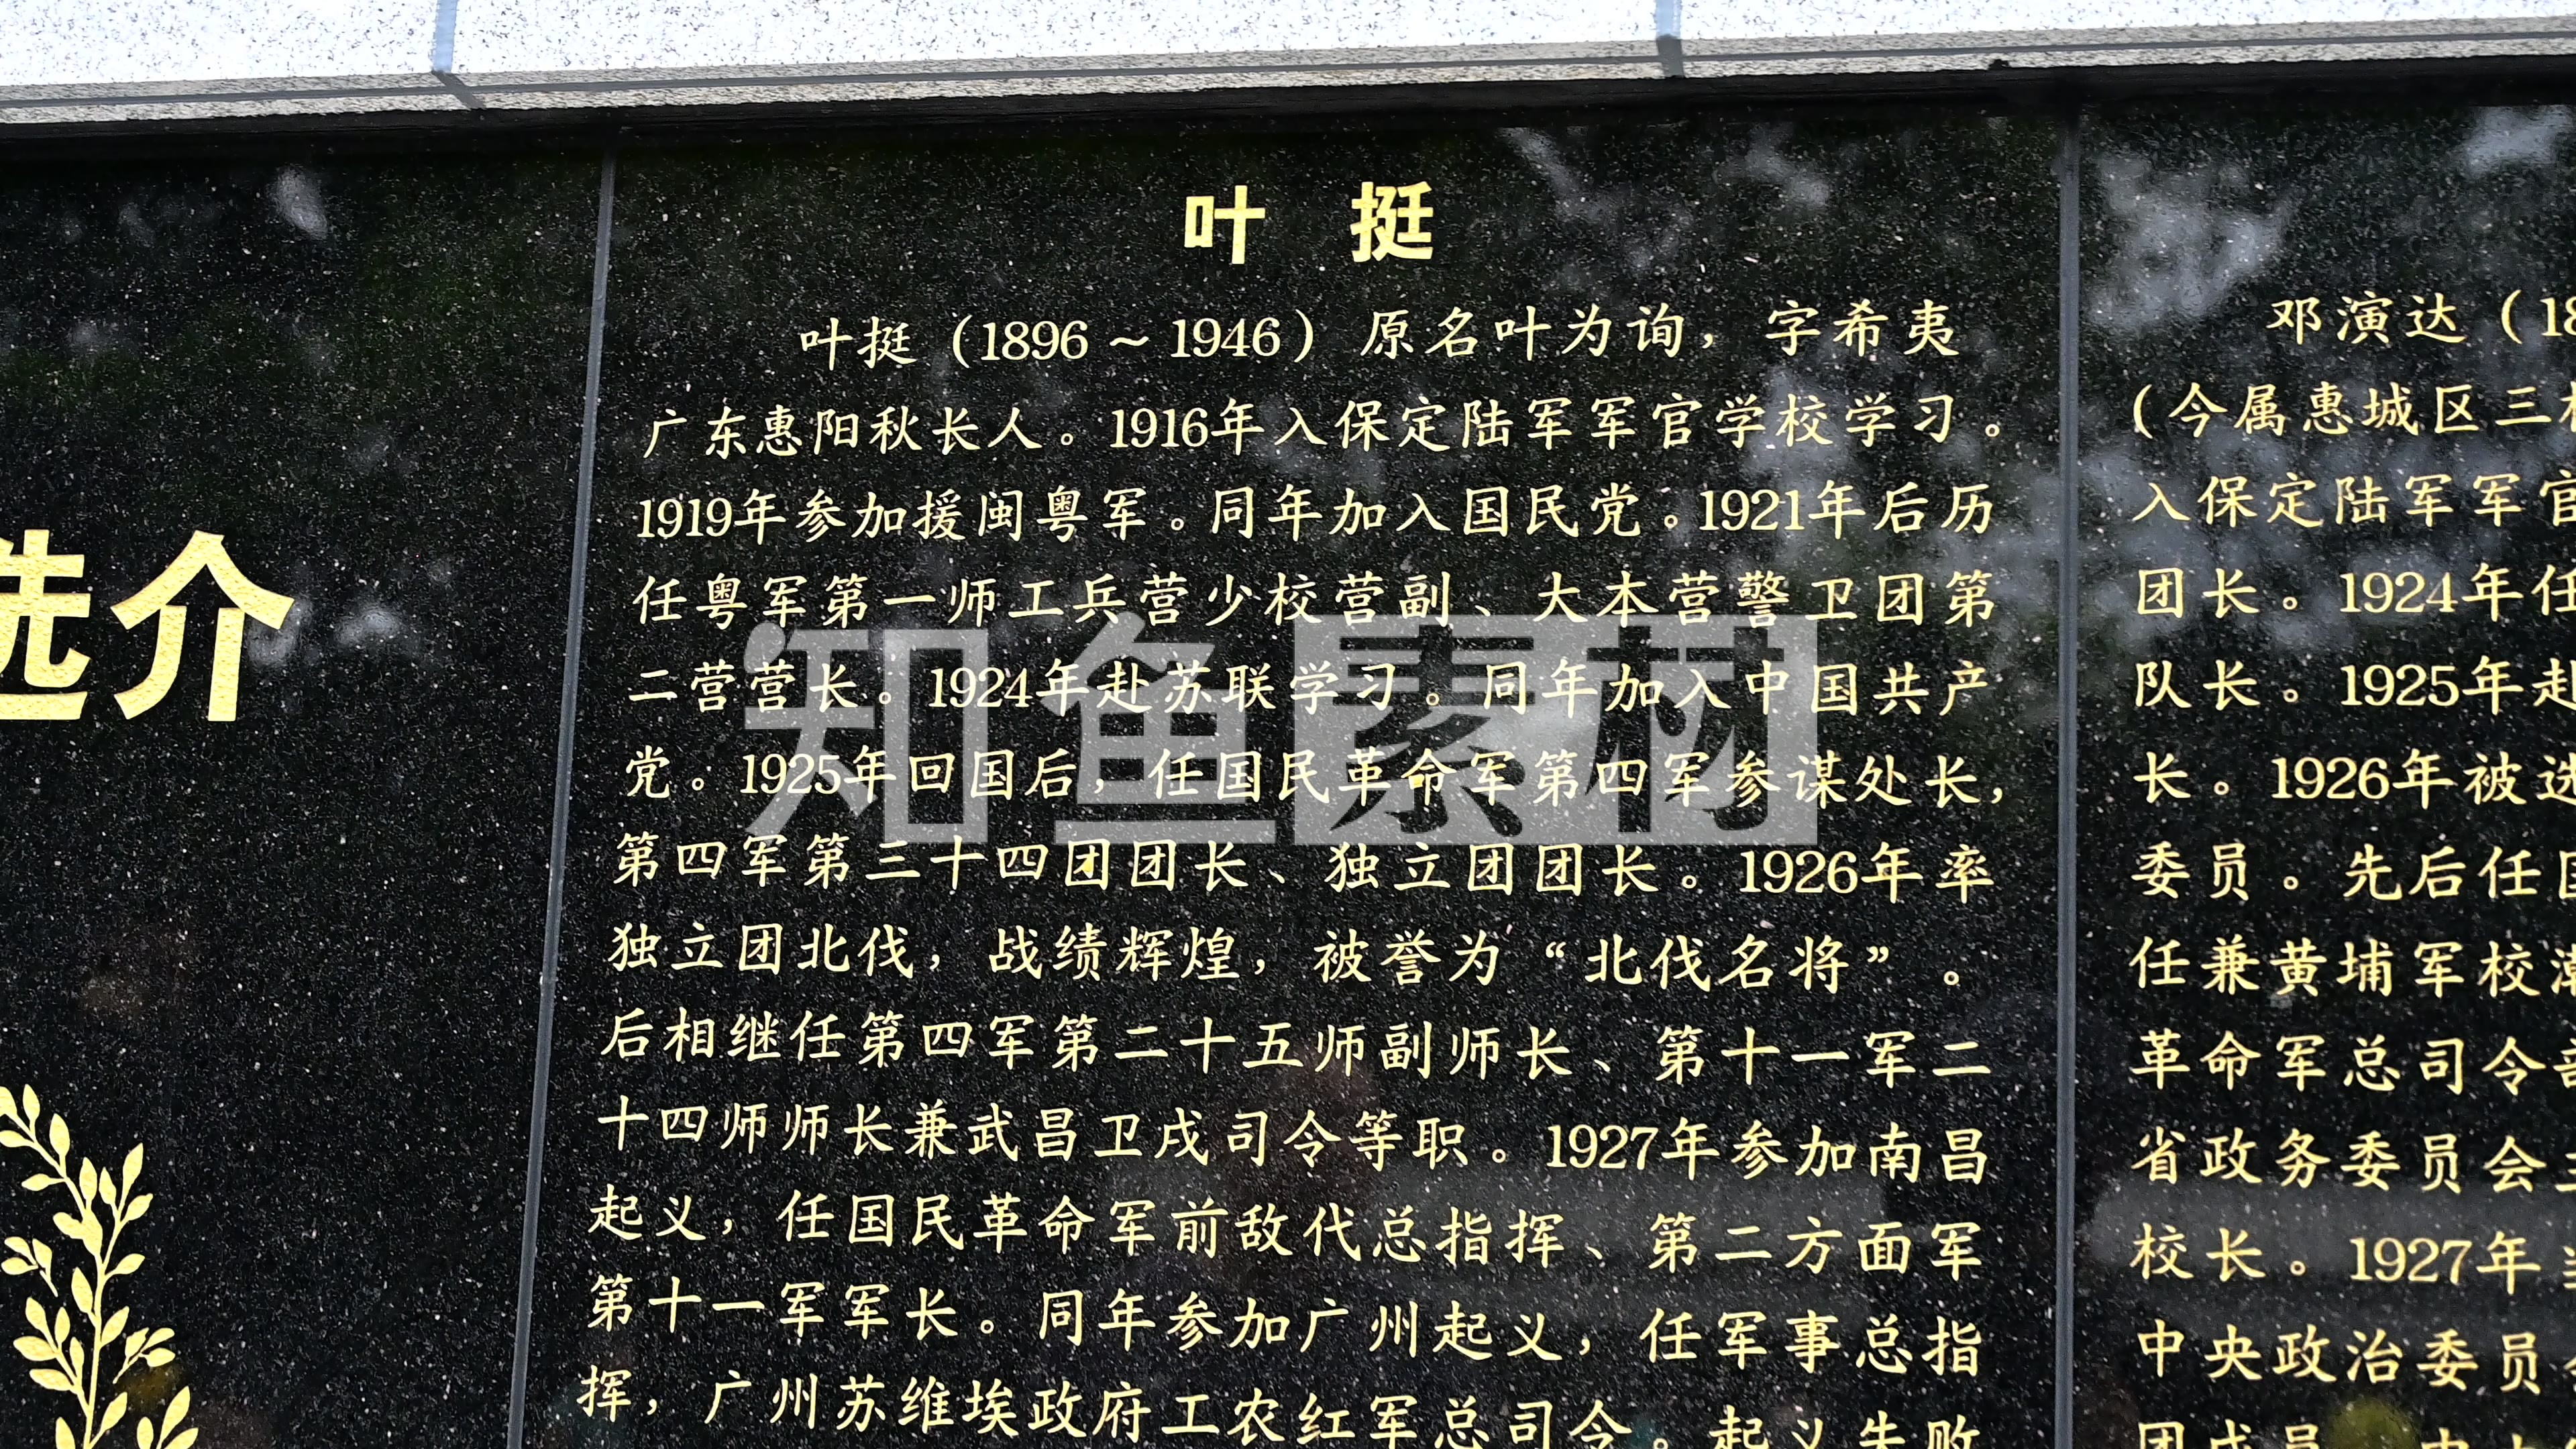 选介
叶 挺
叶挺（1896～1946）原名叶为询，字希夷
广东惠阳秋长人。1916年入保定陆军军官学校学习。
1919年参加援闽粤军。同年加入国民党。1921年后历
任粤军第一师工兵营少校营副、大本营警卫团第
二营营长。1924年赴苏联学习。同年加入中国共产
党。1925年回国后，任国民革命军第四军参谋处长，
第四军第三十四团团长、独立团团长。1926年率
独立团北伐，战绩辉煌，被誉为“北伐名将”。
后相继任第四军第二十五师副师长、第十一军二
十四师师长兼武昌卫戍司令等职。1927年参加南昌
起义，任国民革命军前敌代总指挥、第二方面军
第十一军军长。同年参加广州起义，任军事总指
挥，广州苏维埃政府工农红军总司令。起义失败
邓演达（18
（今属惠城区三
入保定陆军军官
团长。1924年任
队长。1925年赴
长。1926年被选
委员。先后任国
任兼黄埔军校
革命军总司令
省政务委员会主
校长。1927年
中央政治委员
团成员
知鱼素材